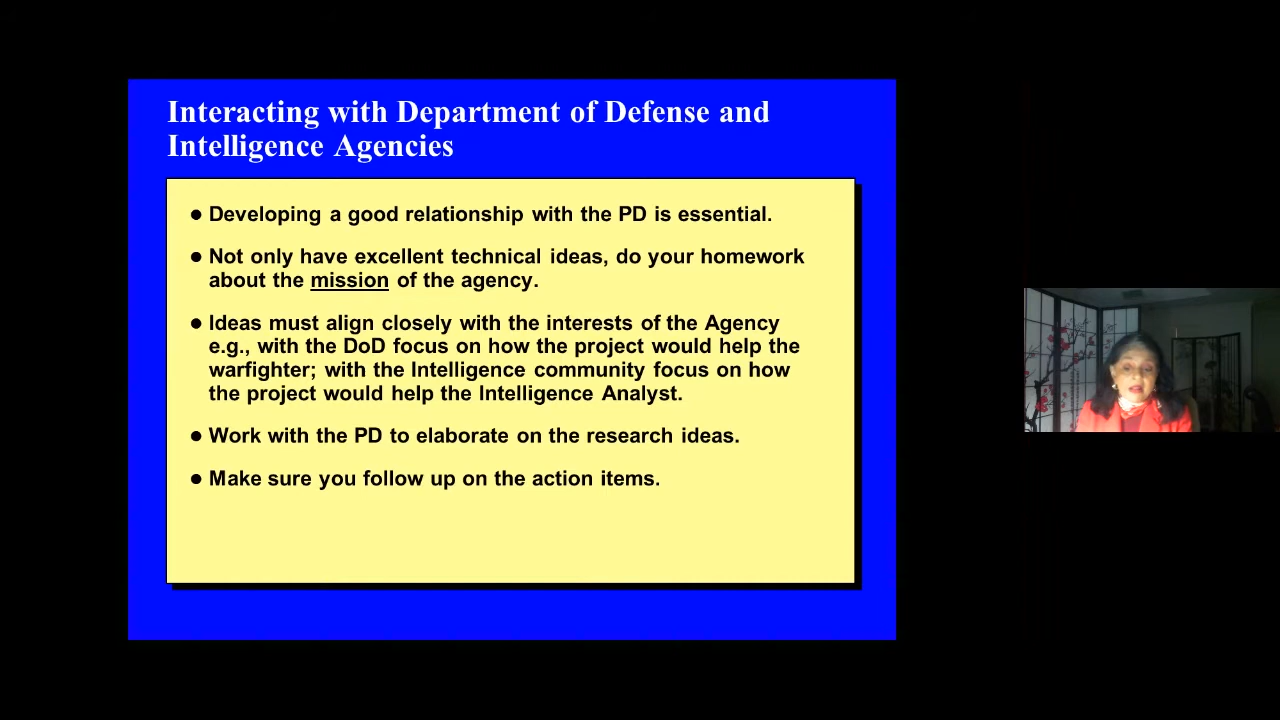 Interacting with Department of Defense and
Intelligence Agencies
● Developing a good relationship with the PD is essential.
● Not only have excellent technical ideas, do your homework
about the mission of the agency.
● Ideas must align closely with the interests of the Agency
e.g., with the DoD focus on how the project would help the
warfighter; with the Intelligence community focus on how
the project would help the Intelligence Analyst.
● Work with the PD to elaborate on the research ideas.
● Make sure you follow up on the action items.